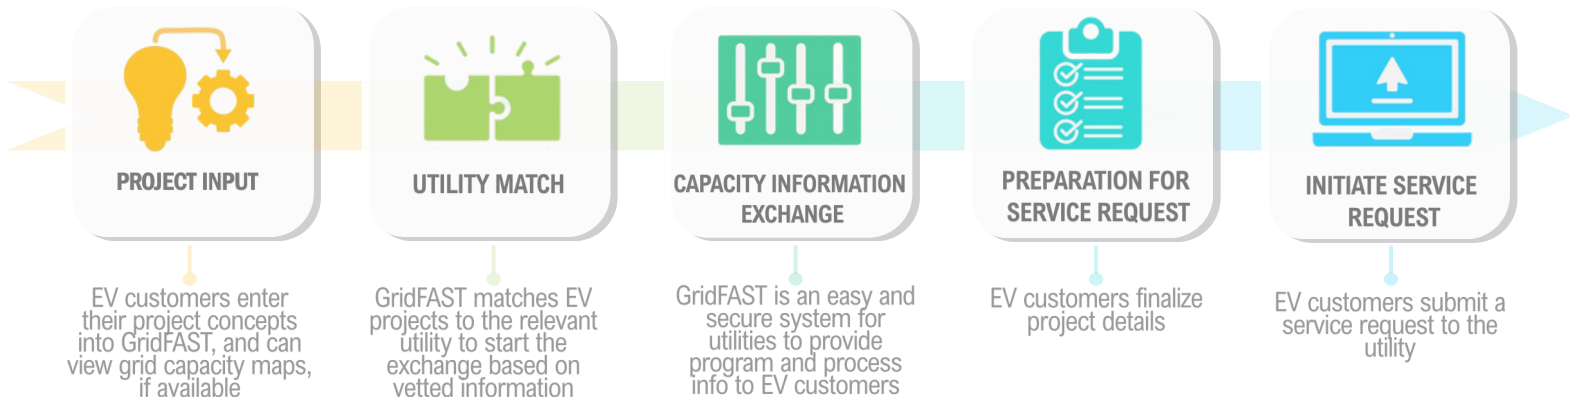 PROJECT INPUT
EV customers enter
their project concepts
into GridFAST, and can
view grid capacity maps,
if available
UTILITY MATCH
GridFAST matches EV
projects to the relevant
utility to start the
exchange based on
vetted information
CAPACITY INFORMATION
EXCHANGE
GridFAST is an easy and
secure system for
utilities to provide
program and process
info to EV customers
PREPARATION FOR
SERVICE REQUEST
EV customers finalize
project details
INITIATE SERVICE
REQUEST
EV customers submit a
service request to the
utility